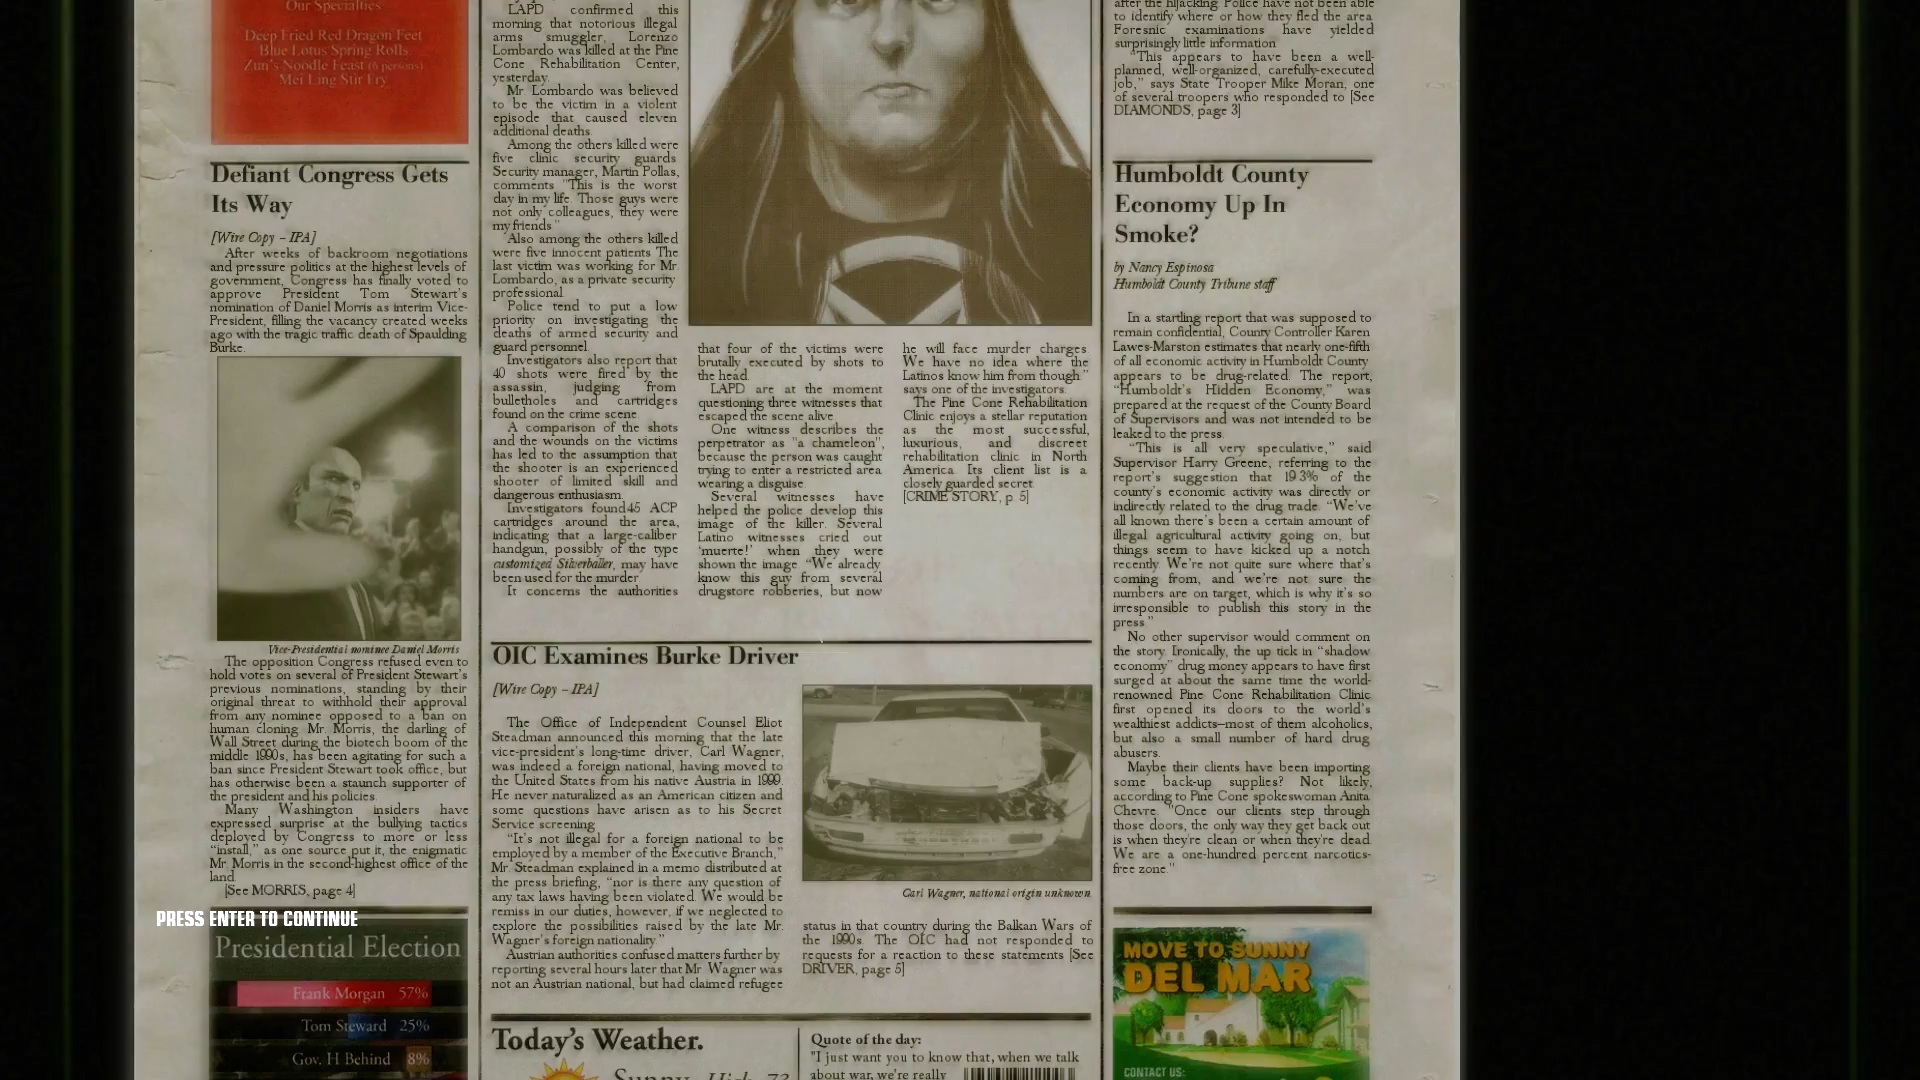 Our Specialties
Deep Fried Red Dragon Feet
Blue Lotus Spring Rolls
Zun's Noodle Feast (6 persons)
Mei Ling Stir Fry
Defiant Congress Gets
Its Way
[Wire Copy – IPA]
After weeks of backroom negotiations
and pressure politics at the highest levels of
government, Congress has finally voted to
approve President Tom Stewart's
nomination of Daniel Morris as interim Vice-
President, filling the vacancy created weeks
ago with the tragic traffic death of Spaulding
Burke.
Vice-Presidential nominee Daniel Morris
The opposition Congress refused even to
hold votes on several of President Stewart's
previous nominations, standing by their
original threat to withhold their approval
from any nominee opposed to a ban on
human cloning. Mr. Morris, the darling of
Wall Street during the biotech boom of the
middle 1990s, has been agitating for such a
ban since President Stewart took office, but
has otherwise been a staunch supporter of
the president and his policies.
Many Washington insiders have
expressed surprise at the bullying tactics
deployed by Congress to more or less
"install," as one source put it, the enigmatic
Mr. Morris in the second-highest office of the
land.
[See MORRIS, page 4]
PRESS ENTER TO CONTINUE
Presidential Election
Frank Morgan 57%
Tom Steward 25%
Gov. H Behind 8%
LAPD confirmed this
morning that notorious illegal
arms smuggler, Lorenzo
Lombardo was killed at the Pine
Cone Rehabilitation Center,
yesterday.
Mr. Lombardo was believed
to be the victim in a violent
episode that caused eleven
additional deaths.
Among the others killed were
five clinic security guards.
Security manager, Martin Pollas,
comments "This is the worst
day in my life. Those guys were
not only colleagues, they were
my friends"
Also among the others killed
were five innocent patients. The
last victim was working for Mr.
Lombardo, as a private security
professional.
Police tend to put a low
priority on investigating the
deaths of armed security and
guard personnel.
Investigators also report that
40 shots were fired by the
assassin, judging from
bulletholes and cartridges
found on the crime scene.
A comparison of the shots
and the wounds on the victims
has led to the assumption that
the shooter is an experienced
shooter of limited skill and
dangerous enthusiasm.
Investigators found45 ACP
cartridges around the area,
indicating that a large-caliber
handgun, possibly of the type
customized Silverballer, may have
been used for the murder.
It concerns the authorities
that four of the victims were
brutally executed by shots to
the head.
LAPD are at the moment
questioning three witnesses that
escaped the scene alive.
One witness describes the
perpetrator as "a chameleon",
because the person was caught
trying to enter a restricted area
wearing a disguise.
Several witnesses have
helped the police develop this
image of the killer. Several
Latino witnesses cried out
'muerte!' when they were
shown the image. "We already
know this guy from several
drugstore robberies, but now
he will face murder charges.
We have no idea where the
Latinos know him from though."
says one of the investigators.
The Pine Cone Rehabilitation
Clinic enjoys a stellar reputation
as the most successful,
luxurious, and discreet
rehabilitation clinic in North
America. Its client list is a
closely guarded secret.
[CRIME STORY, p. 5]
OIC Examines Burke Driver
[Wire Copy – IPA]
The Office of Independent Counsel Eliot
Steadman announced this morning that the late
vice-president's long-time driver, Carl Wagner,
was indeed a foreign national, having moved to
the United States from his native Austria in 1999.
He never naturalized as an American citizen and
some questions have arisen as to his Secret
Service screening.
"It's not illegal for a foreign national to be
employed by a member of the Executive Branch,"
Mr. Steadman explained in a memo distributed at
the press briefing, "nor is there any question of
any tax laws having been violated. We would be
remiss in our duties, however, if we neglected to
explore the possibilities raised by the late Mr.
Wagner's foreign nationality."
Austrian authorities confused matters further by
reporting several hours later that Mr. Wagner was
not an Austrian national, but had claimed refugee
Carl Wagner, national origin unknown
status in that country during the Balkan Wars of
the 1990s. The OIC had not responded to
requests for a reaction to these statements [See
DRIVER, page 5]
Today's Weather.
Sunny. High 73
Quote of the day:
"I just want you to know that, when we talk
about war, we're really
after the hijacking. Police have not been able
to identify where or how they fled the area.
Foresnic examinations have yielded
surprisingly little information.
"This appears to have been a well-
planned, well-organized, carefully-executed
job," says State Trooper Mike Moran, one
of several troopers who responded to [See
DIAMONDS, page 3]
Humboldt County
Economy Up In
Smoke?
by Nancy Espinosa
Humboldt County Tribune staff
In a startling report that was supposed to
remain confidential, County Controller Karen
Lawes-Marston estimates that nearly one-fifth
of all economic activity in Humboldt County
appears to be drug-related. The report,
"Humboldt's Hidden Economy," was
prepared at the request of the County Board
of Supervisors and was not intended to be
leaked to the press.
"This is all very speculative," said
Supervisor Harry Greene, referring to the
report's suggestion that 19.3% of the
county's economic activity was directly or
indirectly related to the drug trade. "We've
all known there's been a certain amount of
illegal agricultural activity going on, but
things seem to have kicked up a notch
recently. We're not quite sure where that's
coming from, and we're not sure the
numbers are on target, which is why it's so
irresponsible to publish this story in the
press."
No other supervisor would comment on
the story. Ironically, the up tick in "shadow
economy" drug money appears to have first
surged at about the same time the world-
renowned Pine Cone Rehabilitation Clinic
first opened its doors to the world's
wealthiest addicts—most of them alcoholics,
but also a small number of hard drug
abusers.
Maybe their clients have been importing
some back-up supplies? Not likely,
according to Pine Cone spokeswoman Anita
Chevre. "Once our clients step through
those doors, the only way they get back out
is when they're clean or when they're dead.
We are a one-hundred percent narcotics-
free zone."
MOVE TO SUNNY
DEL MAR
CONTACT US: